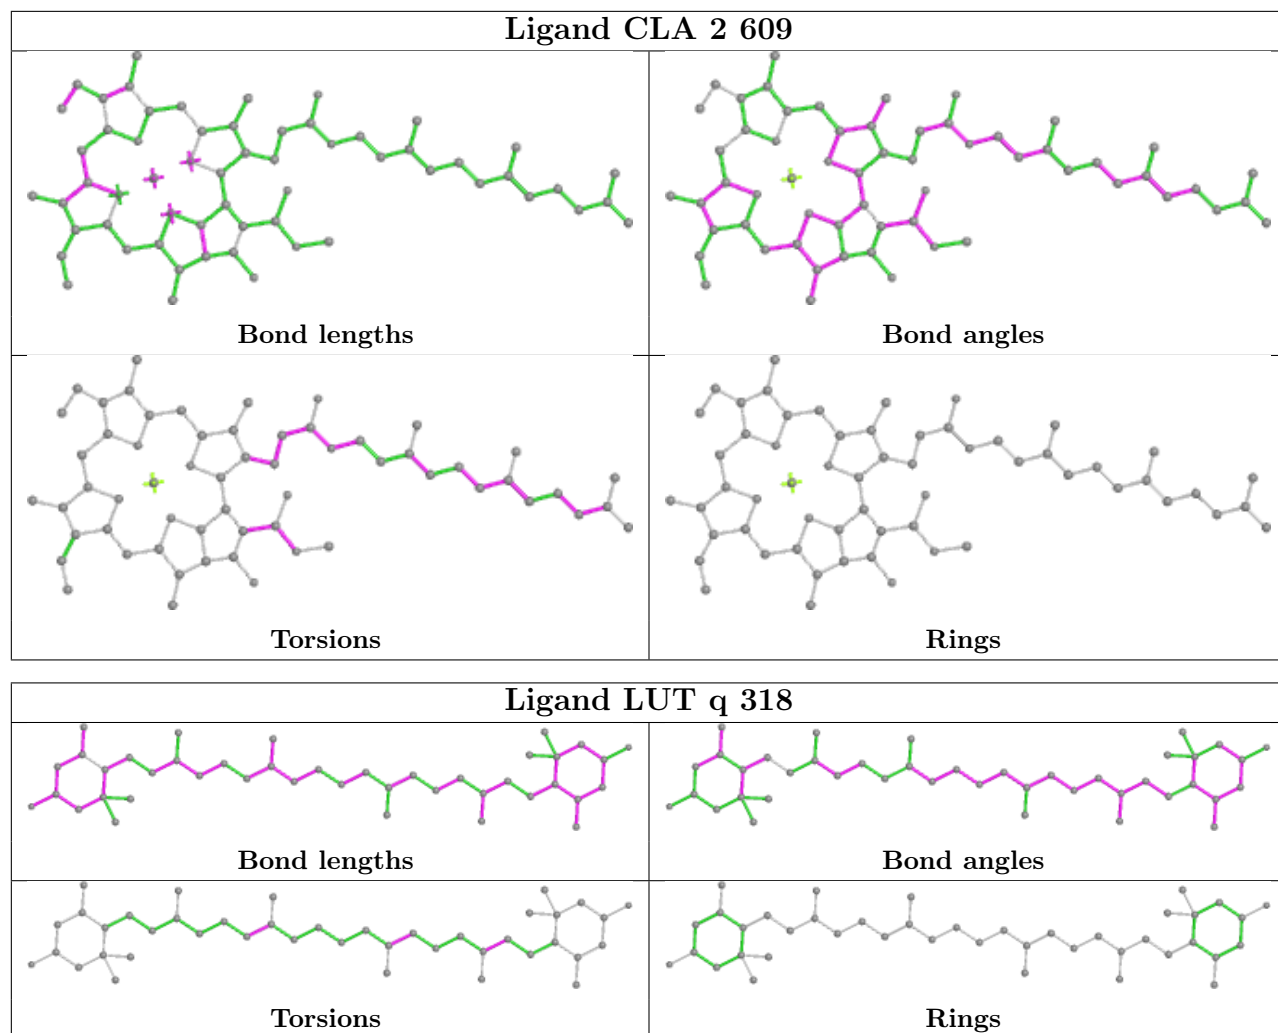 Ligand CLA 2 609
Bond lengths
Bond angles
Torsions
Rings
Ligand LUT q 318
Bond lengths
Bond angles
Torsions
Rings